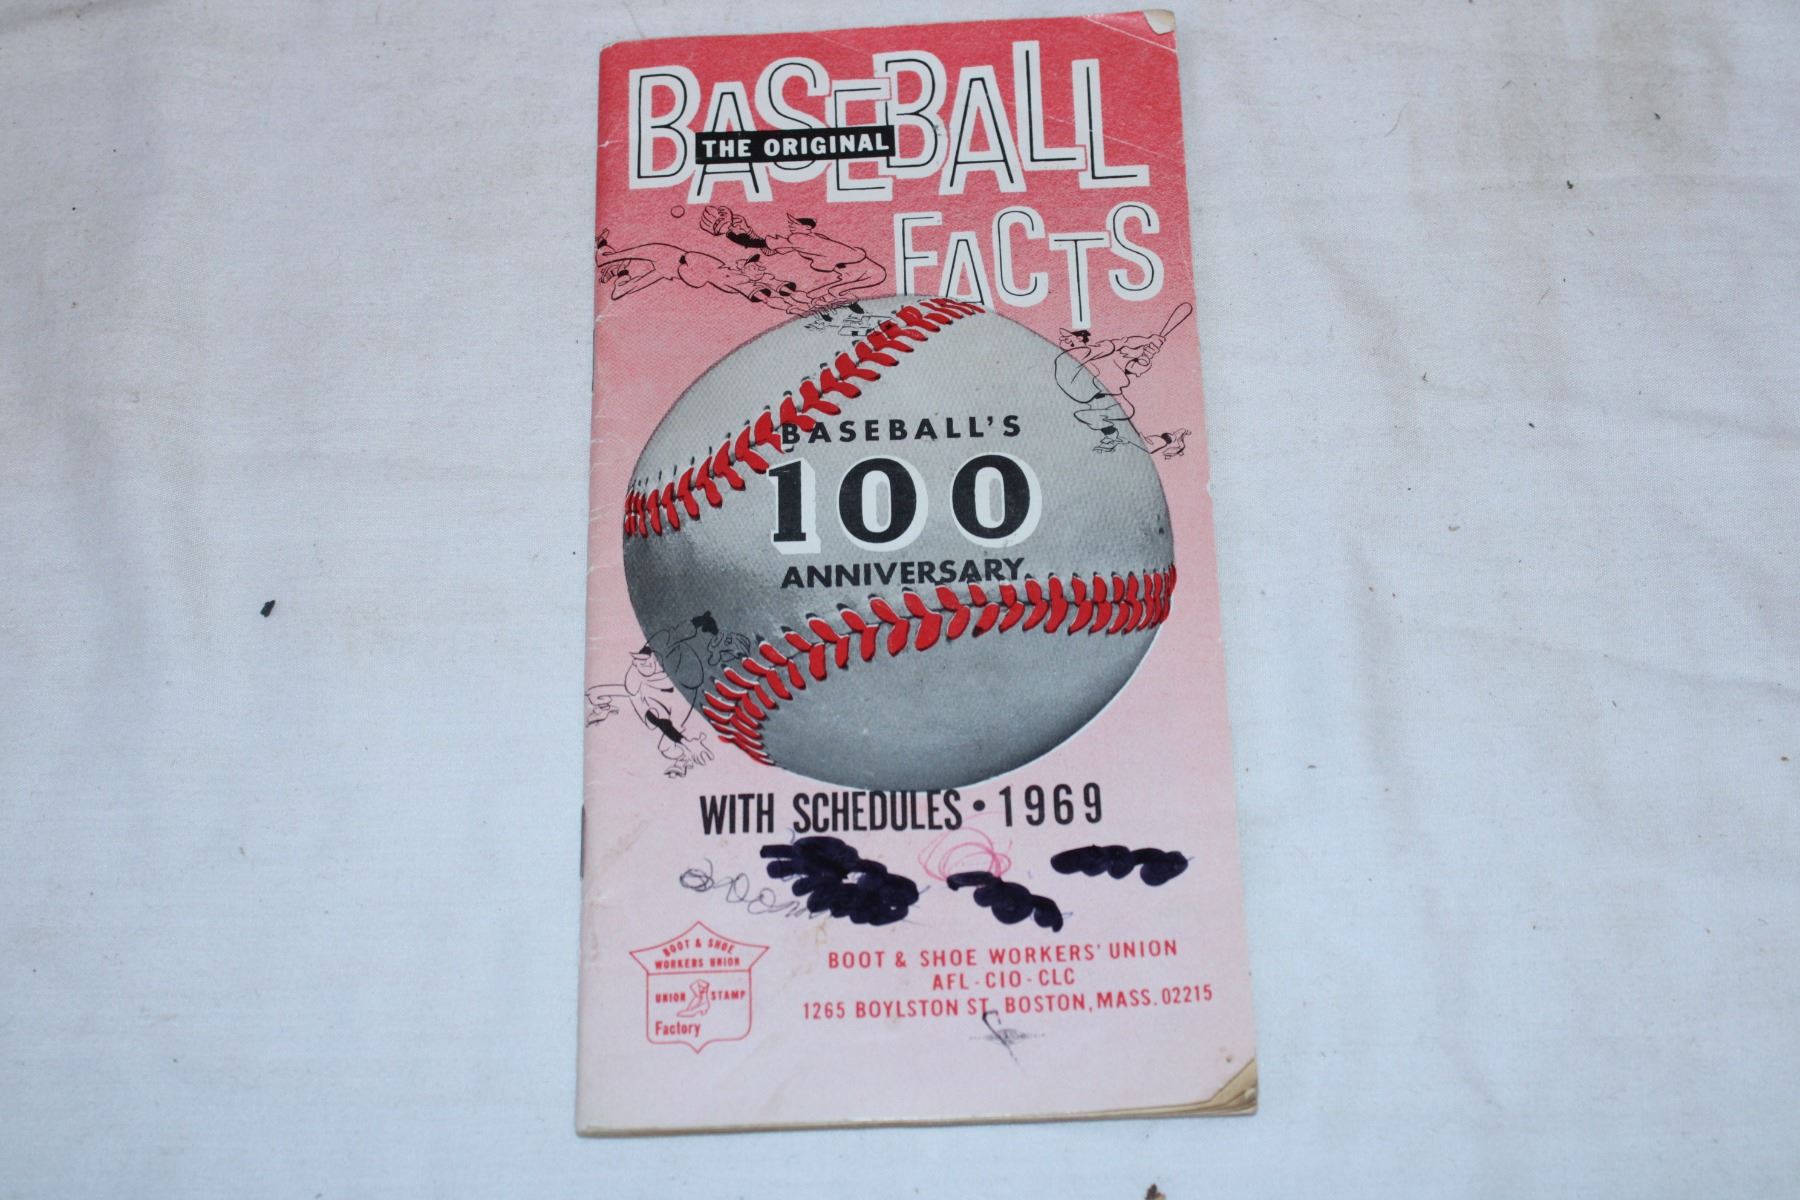 BASEBALL
THE ORIGINAL
FACTS
BASEBALL'S
100
ANNIVERSARY
WITH SCHEDULES • 1969
BOOT & SHOE
WORKERS UNION
UNION STAMP
Factory
BOOT & SHOE WORKERS' UNION
AFL-CIO-CLC
1265 BOYLSTON ST, BOSTON, MASS. 02215